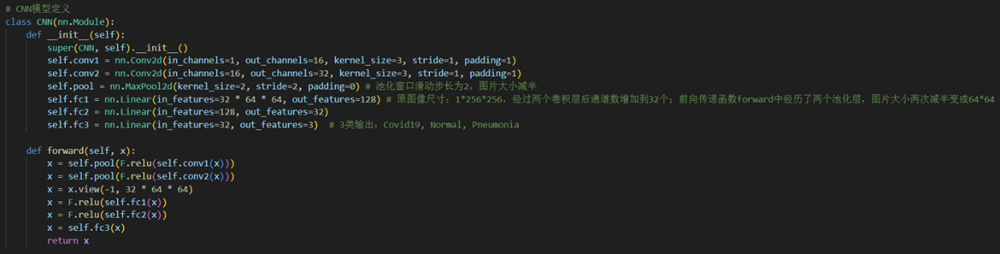 # CNN模型定义
class CNN(nn.Module):
    def __init__(self):
        super(CNN, self).__init__()
        self.conv1 = nn.Conv2d(in_channels=1, out_channels=16, kernel_size=3, stride=1, padding=1)
        self.conv2 = nn.Conv2d(in_channels=16, out_channels=32, kernel_size=3, stride=1, padding=1)
        self.pool = nn.MaxPool2d(kernel_size=2, stride=2, padding=0) # 池化窗口滑动步长为2，图片大小减半
        self.fc1 = nn.Linear(in_features=32 * 64 * 64, out_features=128) # 原图像尺寸：1*256*256，经过两个卷积层后通道数增加到32个；前向传递函数forward中经历了两个池化层，图片大小两次减半变成64*64
        self.fc2 = nn.Linear(in_features=128, out_features=32)
        self.fc3 = nn.Linear(in_features=32, out_features=3)  # 3类输出：Covid19, Normal, Pneumonia
    def forward(self, x):
        x = self.pool(F.relu(self.conv1(x)))
        x = self.pool(F.relu(self.conv2(x)))
        x = x.view(-1, 32 * 64 * 64)
        x = F.relu(self.fc1(x))
        x = F.relu(self.fc2(x))
        x = self.fc3(x)
        return x